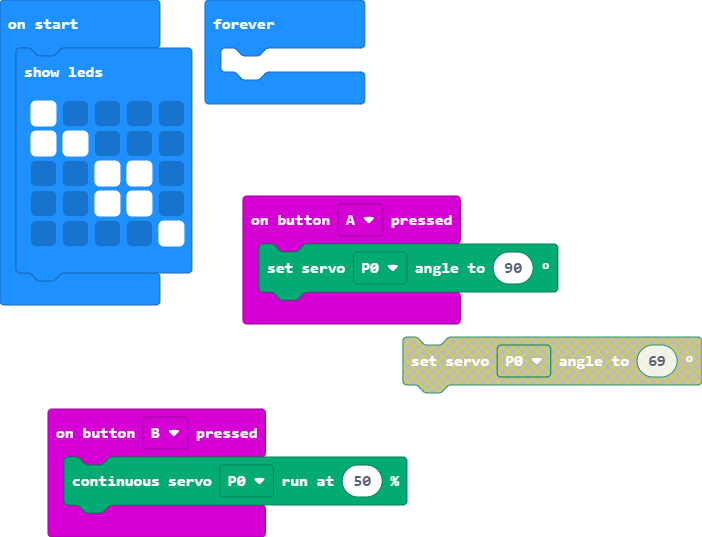 on start
show leds
forever
on button A pressed
set servo P0 angle to 90 °
set servo P0 angle to 69 °
on button B pressed
continuous servo P0 run at 50 %